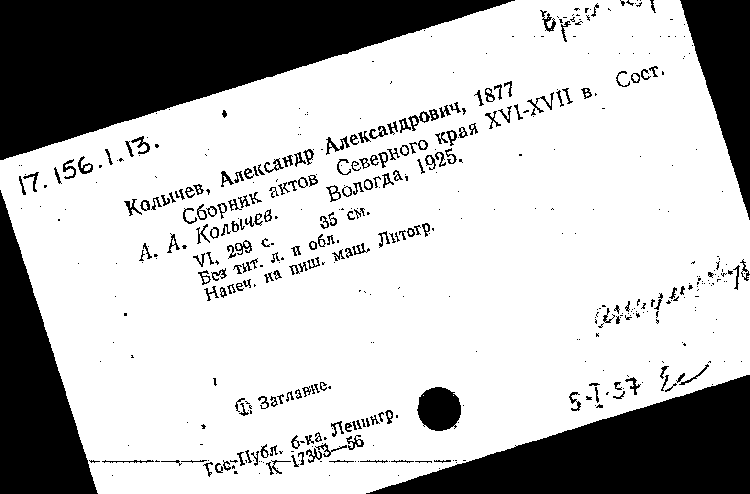 17.156.1.13.
Колычев, Александр Александрович, 1877
Сборник актов Северного края XVI-XVII в. Сост.
А. А. Колычев. Вологда, 1925.
VI, 299 с. 35 см.
Без тит. л. и обл.
Напеч. на пиш. маш. Литогр.
① Заглавие.
5-I-57
Гос. Публ. б-ка. Ленингр.
К 17363—56